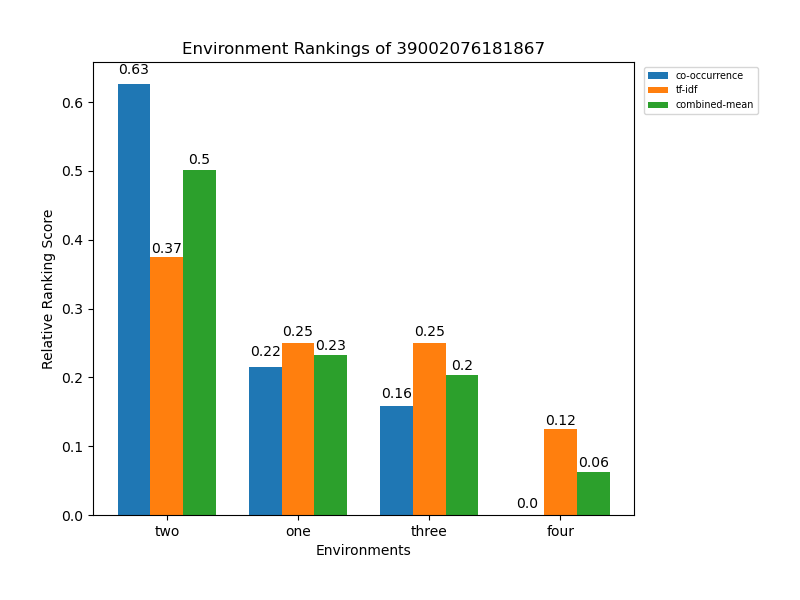 Environment Rankings of 39002076181867
co-occurrence
tf-idf
combined-mean
Relative Ranking Score
0.6
0.5
0.4
0.3
0.2
0.1
0.0
0.63
0.37
0.5
0.22
0.25
0.23
0.16
0.25
0.2
0.0
0.12
0.06
two one three four
Environments